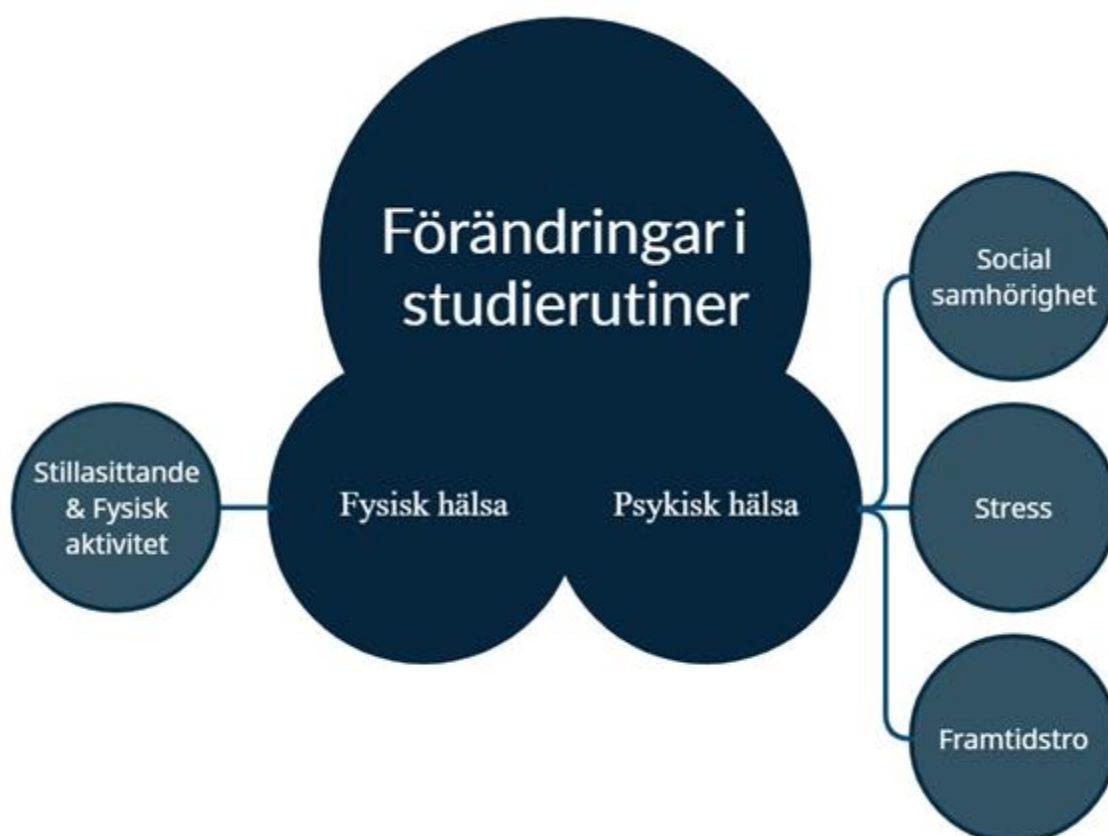 Förändringar i
studierutiner
Stillasittande
& Fysisk
aktivitet
Fysisk hälsa
Psykisk hälsa
Social
samhörighet
Stress
Framtidstro